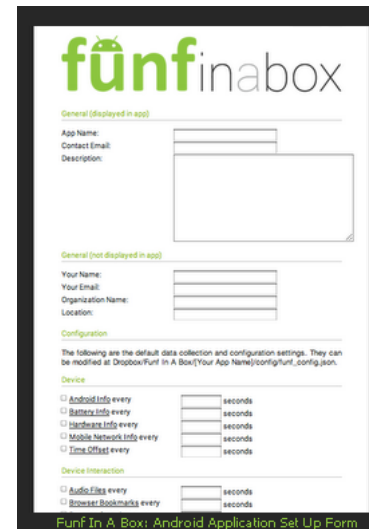 funfinabox
General (displayed in app)
App Name:
Contact Email:
Description:
General (not displayed in app)
Your Name:
Your Email:
Organization Name:
Location:
Configuration
The following are the default data collection and configuration settings. They can
be modified at Dropbox/Funf In A Box/[Your App Name]/config/funf_config.json.
Device
Android Info every seconds
Battery Info every seconds
Hardware Info every seconds
Mobile Network Info every seconds
Time Offset every seconds
Device Interaction
Audio Files every seconds
Browser Bookmarks every seconds
Funf In A Box: Android Application Set Up Form